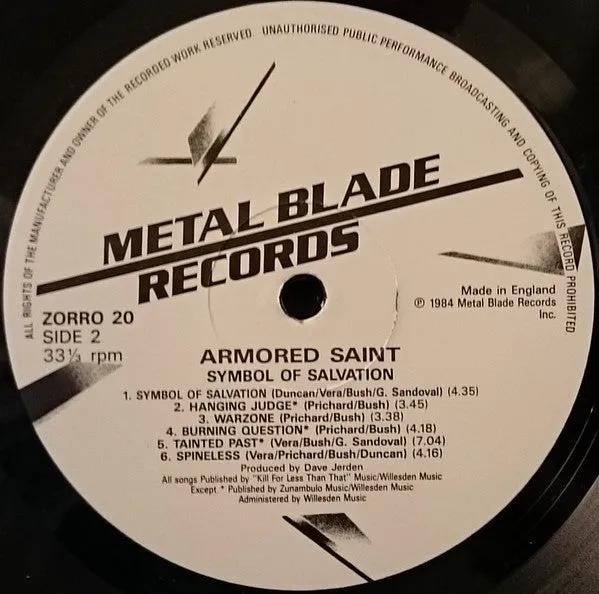 ALL RIGHTS OF THE MANUFACTURER AND OWNER OF THE RECORDED WORK RESERVED. UNAUTHORISED PUBLIC PERFORMANCE BROADCASTING AND COPYING OF THIS RECORD PROHIBITED
METAL BLADE
RECORDS
Made in England
℗ 1984 Metal Blade Records
Inc.
ZORRO 20
SIDE 2
33⅓ rpm
ARMORED SAINT
SYMBOL OF SALVATION
1. SYMBOL OF SALVATION (Duncan/Vera/Bush/G. Sandoval) (4.35)
2. HANGING JUDGE* (Prichard/Bush) (3.45)
3. WARZONE (Prichard/Bush) (3.38)
4. BURNING QUESTION* (Prichard/Bush) (4.18)
5. TAINTED PAST* (Vera/Bush/G. Sandoval) (7.04)
6. SPINELESS (Vera/Prichard/Bush/Duncan) (4.16)
Produced by Dave Jerden
All songs Published by "Kill For Less Than That" Music/Willesden Music
Except * Published by Zunambulo Music/Willesden Music
Administered by Willesden Music